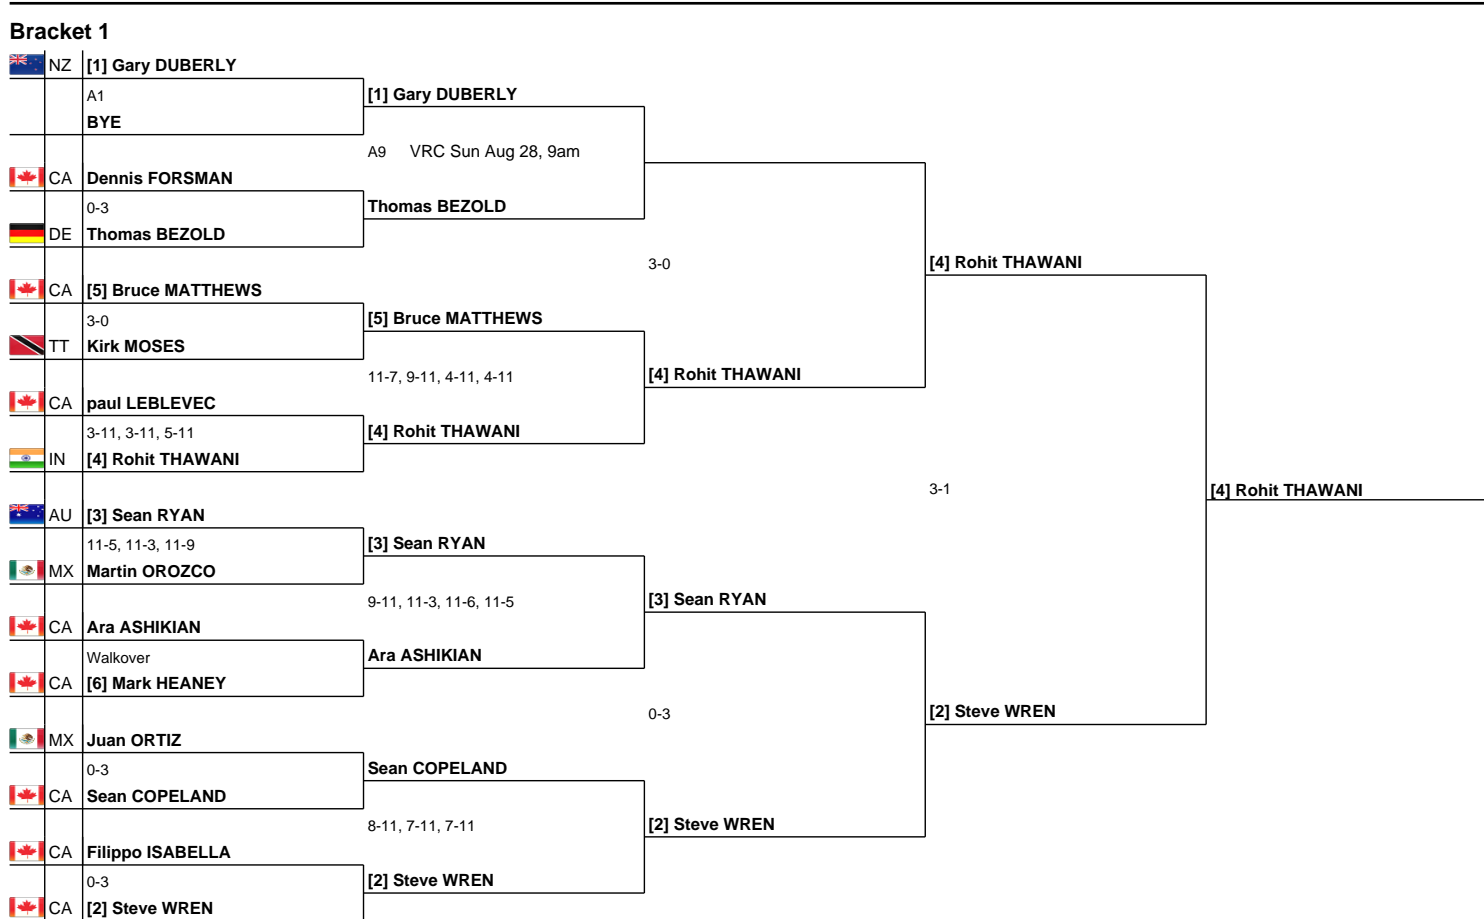 Bracket 1
NZ [1] Gary DUBERLY
A1 [1] Gary DUBERLY
BYE
A9 VRC Sun Aug 28, 9am
CA Dennis FORSMAN
0-3 Thomas BEZOLD
DE Thomas BEZOLD
3-0 [4] Rohit THAWANI
CA [5] Bruce MATTHEWS
3-0 [5] Bruce MATTHEWS
TT Kirk MOSES
11-7, 9-11, 4-11, 4-11 [4] Rohit THAWANI
CA paul LEBLEVEC
3-11, 3-11, 5-11 [4] Rohit THAWANI
IN [4] Rohit THAWANI
3-1 [4] Rohit THAWANI
AU [3] Sean RYAN
11-5, 11-3, 11-9 [3] Sean RYAN
MX Martin OROZCO
9-11, 11-3, 11-6, 11-5 [3] Sean RYAN
CA Ara ASHIKIAN
Walkover Ara ASHIKIAN
CA [6] Mark HEANEY
0-3 [2] Steve WREN
MX Juan ORTIZ
0-3 Sean COPELAND
CA Sean COPELAND
8-11, 7-11, 7-11 [2] Steve WREN
CA Filippo ISABELLA
0-3 [2] Steve WREN
CA [2] Steve WREN